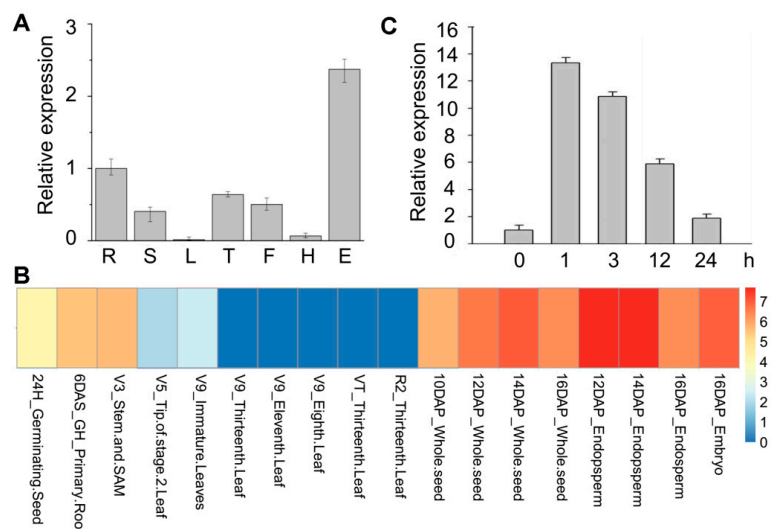 A
Relative expression
3
2
1
0
R S L T F H E
C
Relative expression
16
14
12
10
8
6
4
2
0
0 1 3 12 24 h
B
7
6
5
4
3
2
1
0
24H_Germinating.Seed
6DAS_GH_Primary.Roo
V3_Stem.and.SAM
V5_Tip.of.stage.2.Leaf
V9_Immature.Leaves
V9_Thirteenth.Leaf
V9_Eleventh.Leaf
V9_Eighth.Leaf
VT_Thirteenth.Leaf
R2_Thirteenth.Leaf
10DAP_Whole.seed
12DAP_Whole.seed
14DAP_Whole.seed
16DAP_Whole.seed
12DAP_Endopsperm
14DAP_Endopsperm
16DAP_Endosperm
16DAP_Embryo